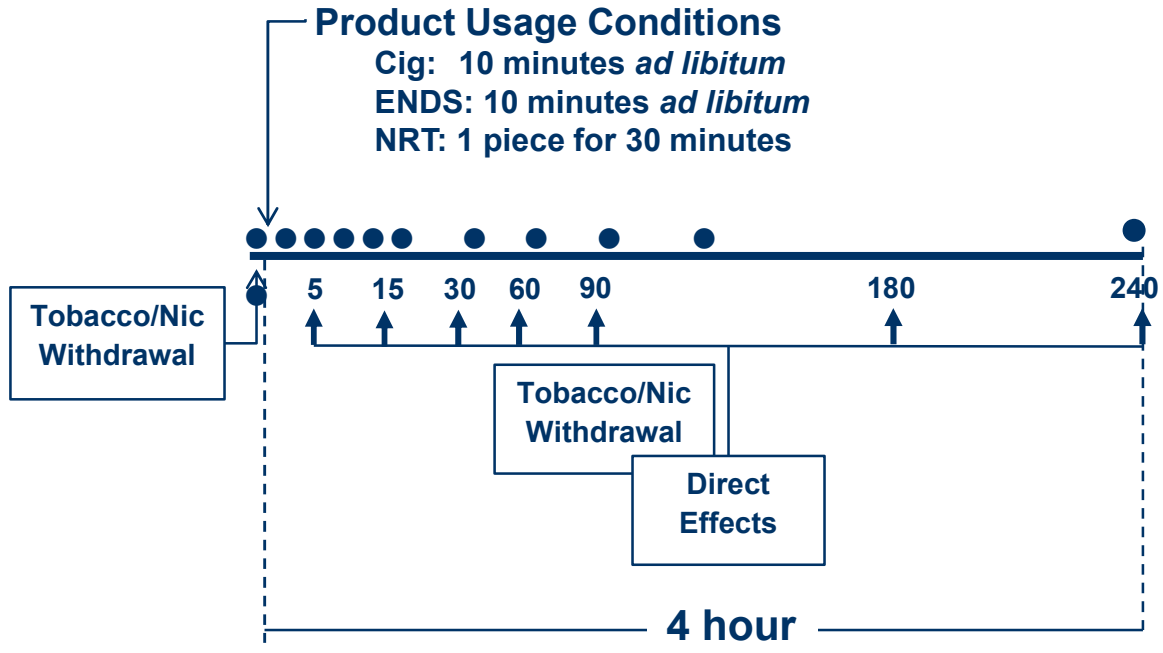 Product Usage Conditions
Cig: 10 minutes ad libitum
ENDS: 10 minutes ad libitum
NRT: 1 piece for 30 minutes
5 15 30 60 90 180 240
Tobacco/Nic
Withdrawal
Tobacco/Nic
Withdrawal
Direct
Effects
4 hour